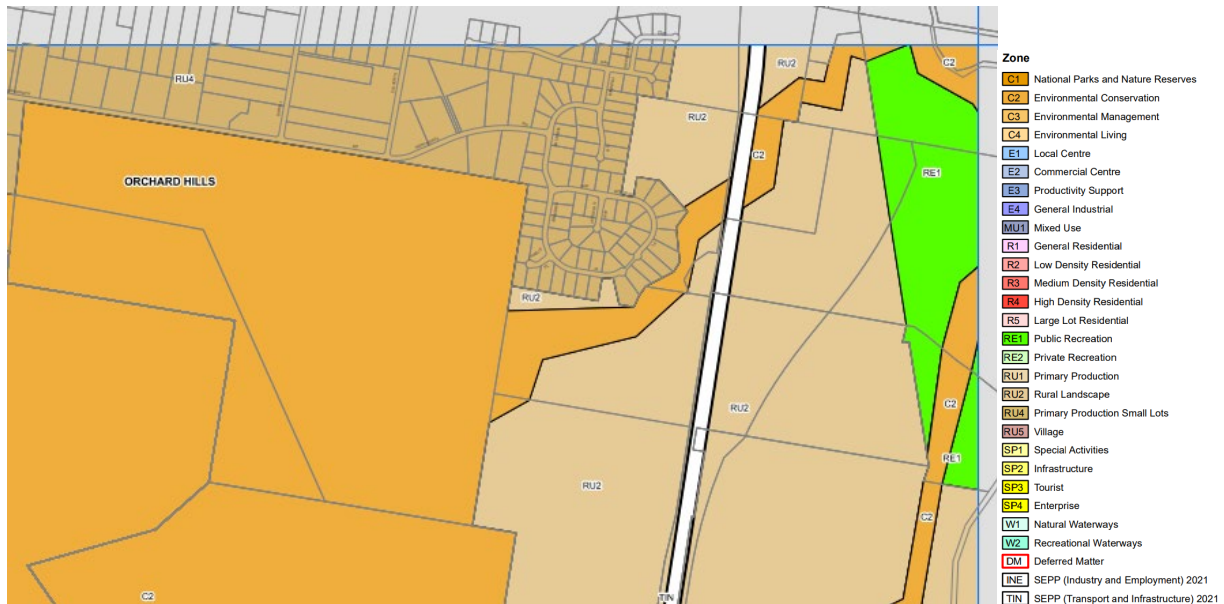 RU2
C2
RU4
RU2
C2
RE1
ORCHARD HILLS
RU2
RU2
C2
RE1
RU2
C2
C2
TIN
Zone
C1 National Parks and Nature Reserves
C2 Environmental Conservation
C3 Environmental Management
C4 Environmental Living
E1 Local Centre
E2 Commercial Centre
E3 Productivity Support
E4 General Industrial
MU1 Mixed Use
R1 General Residential
R2 Low Density Residential
R3 Medium Density Residential
R4 High Density Residential
R5 Large Lot Residential
RE1 Public Recreation
RE2 Private Recreation
RU1 Primary Production
RU2 Rural Landscape
RU4 Primary Production Small Lots
RU5 Village
SP1 Special Activities
SP2 Infrastructure
SP3 Tourist
SP4 Enterprise
W1 Natural Waterways
W2 Recreational Waterways
DM Deferred Matter
INE SEPP (Industry and Employment) 2021
TIN SEPP (Transport and Infrastructure) 2021